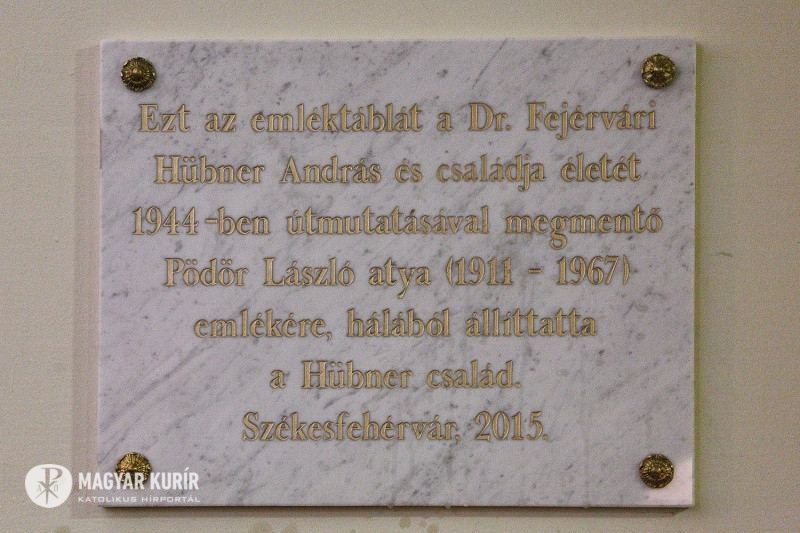 Ezt az emléktáblát a Dr. Fejérvári
Hübner András és családja életét
1944-ben útmutatásával megmentő
Pödör László atya (1911 - 1967)
emlékére, hálából állíttatta
a Hübner család.
Székesfehérvár, 2015.
MAGYAR KURÍR
KATOLIKUS HÍRPORTÁL